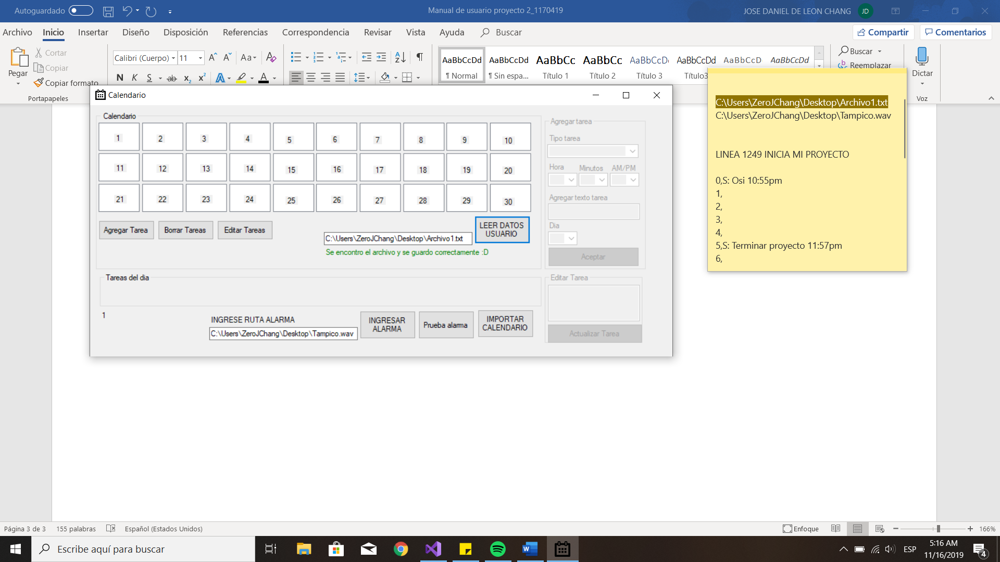 Autoguardado
Manual de usuario proyecto 2_1170419
JOSE DANIEL DE LEON CHANG
JD
Archivo Inicio Insertar Diseño Disposición Referencias Correspondencia Revisar Vista Ayuda Buscar
Compartir
Comentarios
Pegar
Cortar
Copiar
Copiar formato
Portapapeles
Calibri (Cuerpo) 11
Aa
N K S ab x2 x2 A A
AaBbCcDd AaBbCcDd AaBbCc AaBbCc AaBbCcD AaBbCcDd AaBbCcD AaBbCcDd
¶ Normal ¶ Sin espa... Título 1 Título 2 Título 3 Título3
Buscar
Reemplazar
Dictar
Voz
Calendario
Calendario
1 2 3 4 5 6 7 8 9 10
11 12 13 14 15 16 17 18 19 20
21 22 23 24 25 26 27 28 29 30
Agregar Tarea
Borrar Tareas
Editar Tareas
C:\Users\ZeroJChang\Desktop\Archivo1.txt
LEER DATOS
USUARIO
Se encontro el archivo y se guardo correctamente :D
Tareas del dia
1
INGRESE RUTA ALARMA
C:\Users\ZeroJChang\Desktop\Tampico.wav
INGRESAR
ALARMA
Prueba alarma
IMPORTAR
CALENDARIO
Agregar tarea
Tipo tarea
Hora Minutos AM/PM
Agregar texto tarea
Dia
Aceptar
Editar Tarea
Actualizar Tarea
C:\Users\ZeroJChang\Desktop\Archivo1.txt
C:\Users\ZeroJChang\Desktop\Tampico.wav
LINEA 1249 INICIA MI PROYECTO
0,S: Osi 10:55pm
1,
2,
3,
4,
5,S: Terminar proyecto 11:57pm
6,
Página 3 de 3 155 palabras Español (Estados Unidos)
Enfoque
166%
Escribe aquí para buscar
ESP
5:16 AM
11/16/2019
4